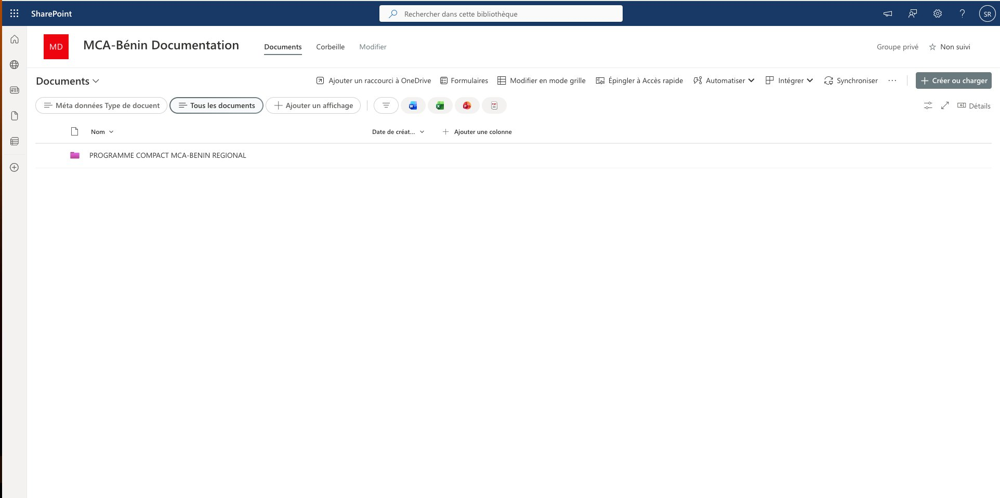 SharePoint
Rechercher dans cette bibliothèque
SR
MD
MCA-Bénin Documentation
Documents
Corbeille
Modifier
Groupe privé
Non suivi
Documents
Ajouter un raccourci à OneDrive
Formulaires
Modifier en mode grille
Épingler à Accès rapide
Automatiser
Intégrer
Synchroniser
Créer ou charger
Méta données Type de docuent
Tous les documents
Ajouter un affichage
Détails
Nom
Date de créat...
Ajouter une colonne
PROGRAMME COMPACT MCA-BENIN REGIONAL